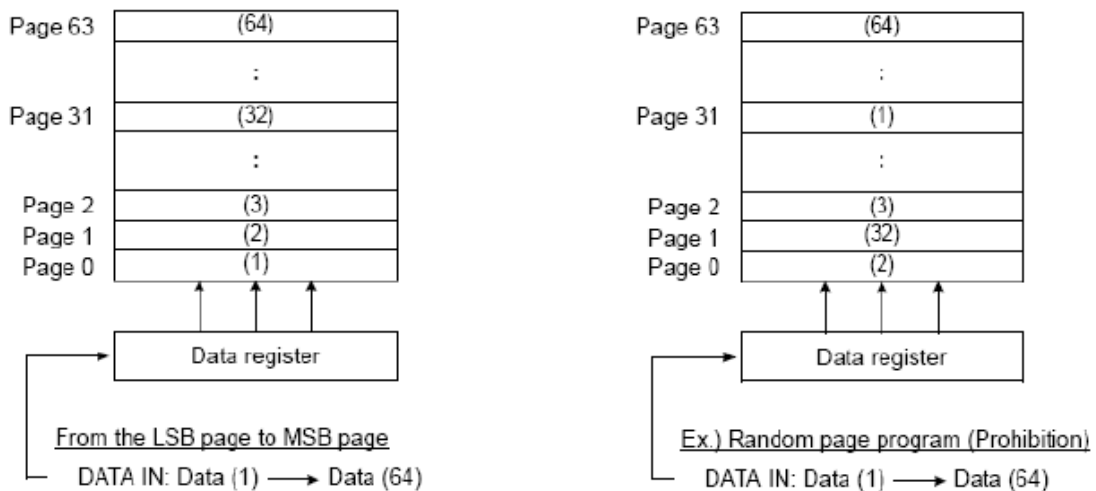 Page 63 (64)
:
Page 31 (32)
:
Page 2 (3)
Page 1 (2)
Page 0 (1)
Data register
From the LSB page to MSB page
DATA IN: Data (1) → Data (64)
Page 63 (64)
:
Page 31 (1)
:
Page 2 (3)
Page 1 (32)
Page 0 (2)
Data register
Ex.) Random page program (Prohibition)
DATA IN: Data (1) → Data (64)